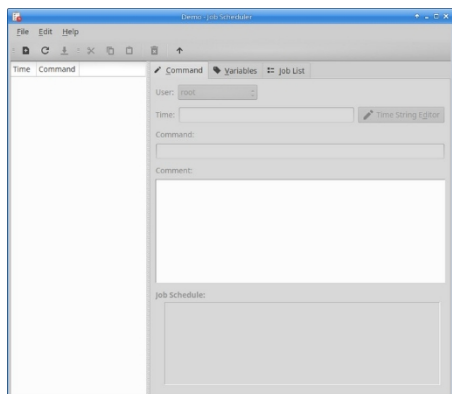 Demo - Job Scheduler
File Edit Help
Time Command
Command Variables Job List
User: root
Time: Time String Editor
Command:
Comment:
Job Schedule: